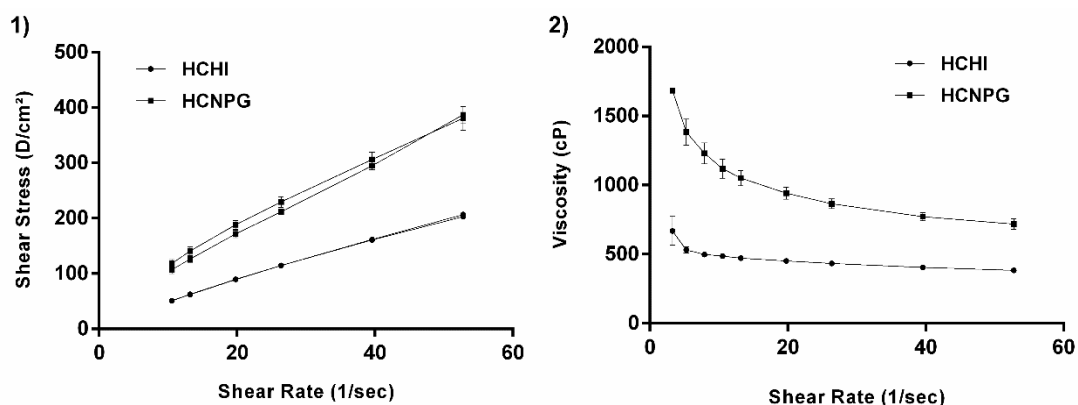 1)
Shear Stress (D/cm²)
500
400
300
200
100
0
HCHI
HCNPG
0 20 40 60
Shear Rate (1/sec)
2)
Viscosity (cP)
2000
1500
1000
500
0
HCHI
HCNPG
0 20 40 60
Shear Rate (1/sec)